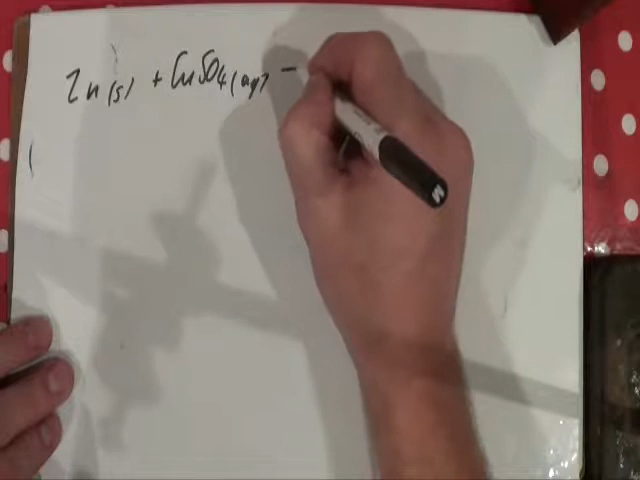 Zn(s) + CuSO4(aq) –